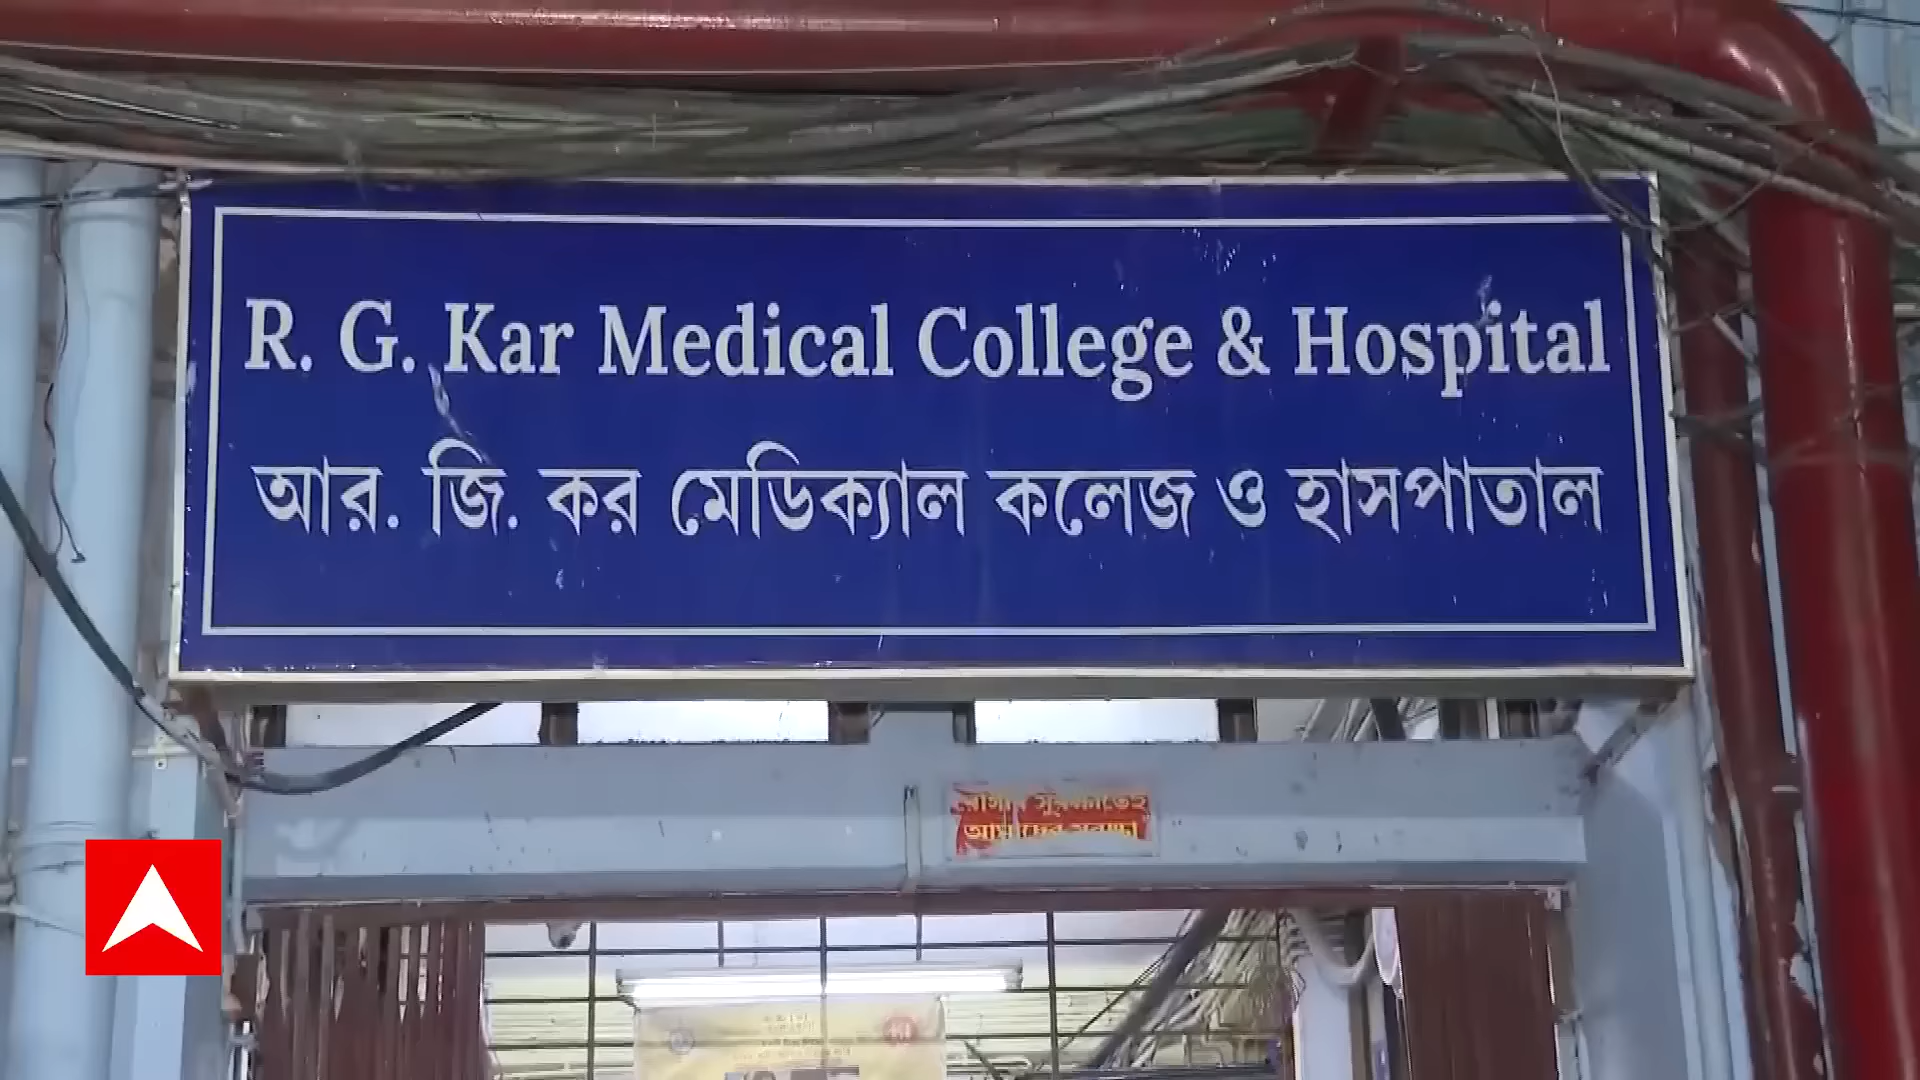 R. G. Kar Medical College & Hospital
আর. জি. কর মেডিক্যাল কলেজ ও হাসপাতাল